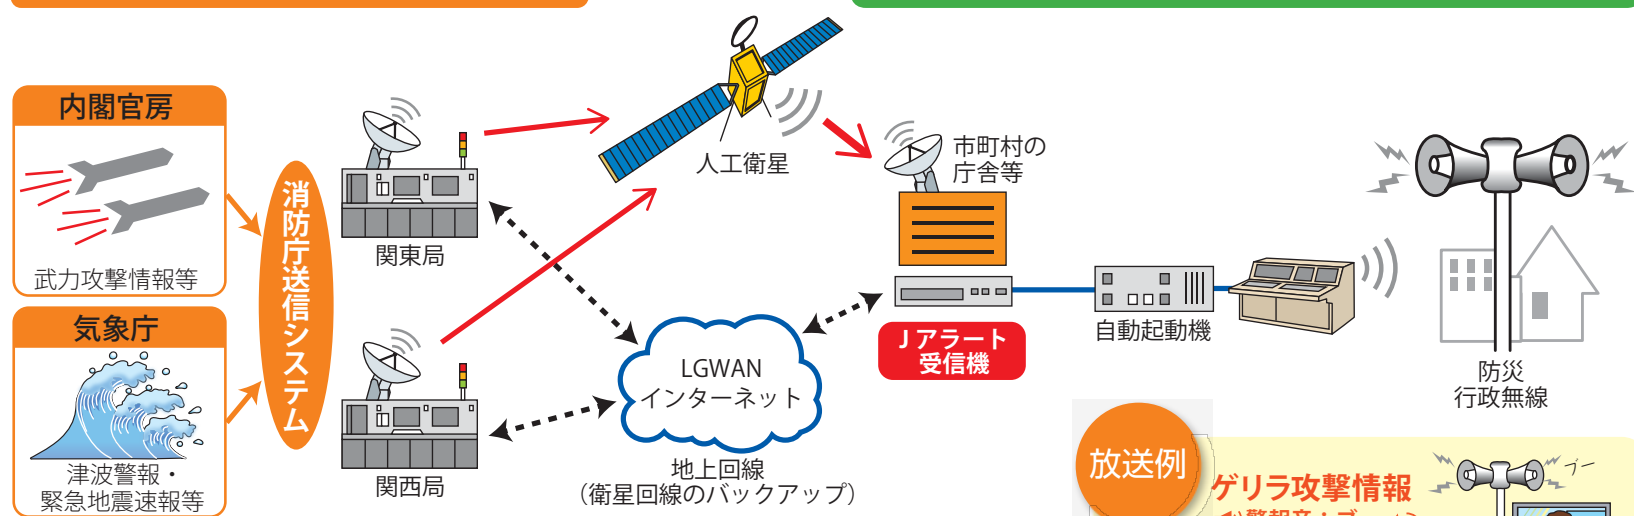 内閣官房
武力攻撃情報等
気象庁
津波警報・
緊急地震速報等
消防庁送信システム
関東局
関西局
人工衛星
LGWAN
インターネット
地上回線
（衛星回線のバックアップ）
市町村の
庁舎等
Jアラート
受信機
自動起動機
防災
行政無線
放送例
ゲリラ攻撃情報
ブー